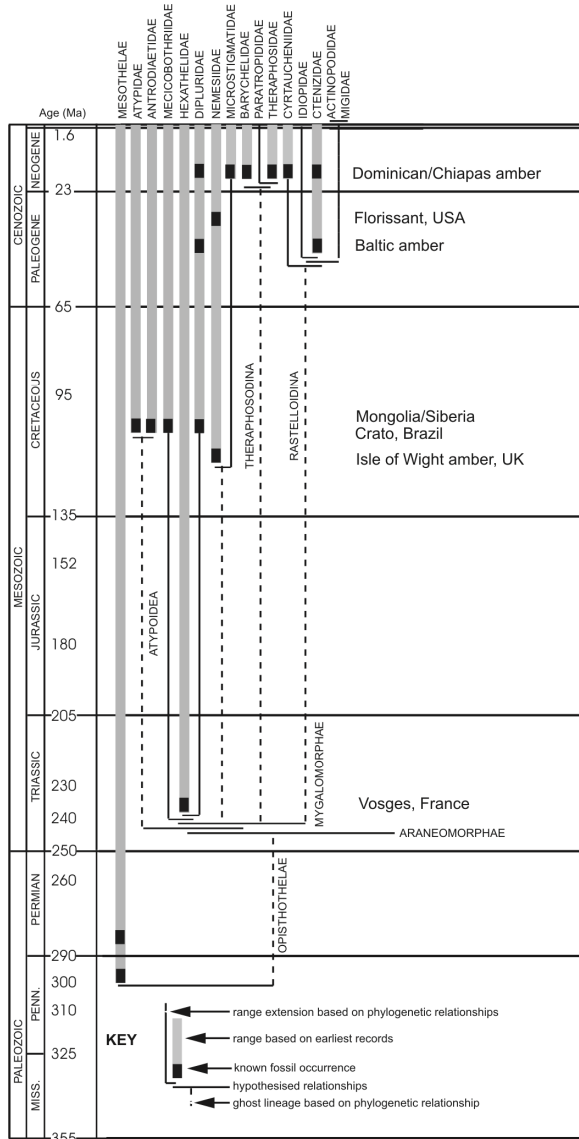 Age (Ma)
MESOTHELAE
ATYPIDAE
ANTRODIAETIDAE
MECICOBOTHRIIDAE
HEXATHELIDAE
DIPLURIDAE
NEMESIIDAE
MICROSTIGMATIDAE
BARYCHELIDAE
PARATROPIDIDAE
THERAPHOSIDAE
CYRTAUCHENIIDAE
IDIOPIDAE
CTENIZIDAE
ACTINOPODIDAE
MIGIDAE
CENOZOIC
NEOGENE
1.6
Dominican/Chiapas amber
23
PALEOGENE
Florissant, USA
Baltic amber
65
MESOZOIC
CRETACEOUS
95
THERAPHOSODINA
RASTELLOIDINA
Mongolia/Siberia
Crato, Brazil
Isle of Wight amber, UK
135
JURASSIC
152
ATYPOIDEA
180
205
TRIASSIC
230
Vosges, France
240
MYGALOMORPHAE
ARANEOMORPHAE
250
PALEOZOIC
PERMIAN
260
OPISTHOTHELAE
290
PENN.
300
310
325
MISS.
355
KEY
range extension based on phylogenetic relationships
range based on earliest records
known fossil occurrence
hypothesised relationships
ghost lineage based on phylogenetic relationship